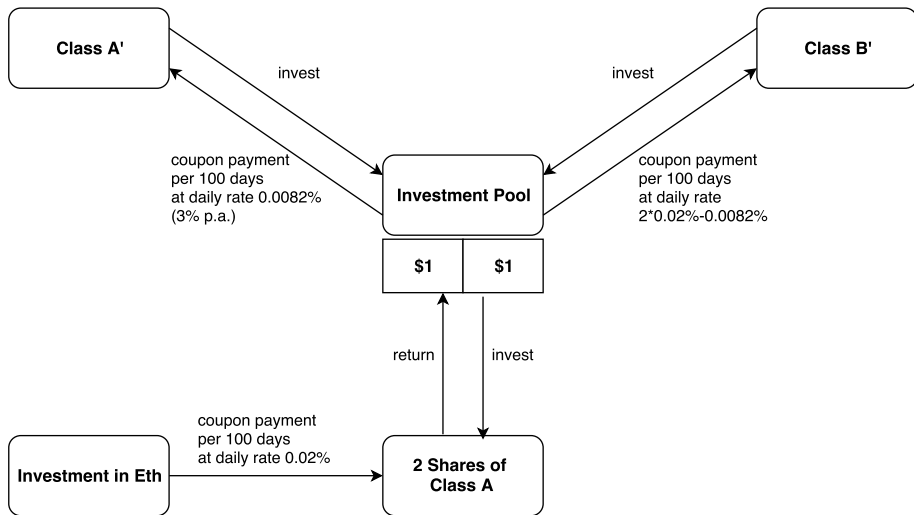 Class A'
Class B'
invest
invest
coupon payment
per 100 days
at daily rate 0.0082%
(3% p.a.)
coupon payment
per 100 days
at daily rate
2*0.02%-0.0082%
Investment Pool
$1
$1
return
invest
coupon payment
per 100 days
at daily rate 0.02%
Investment in Eth
2 Shares of
Class A